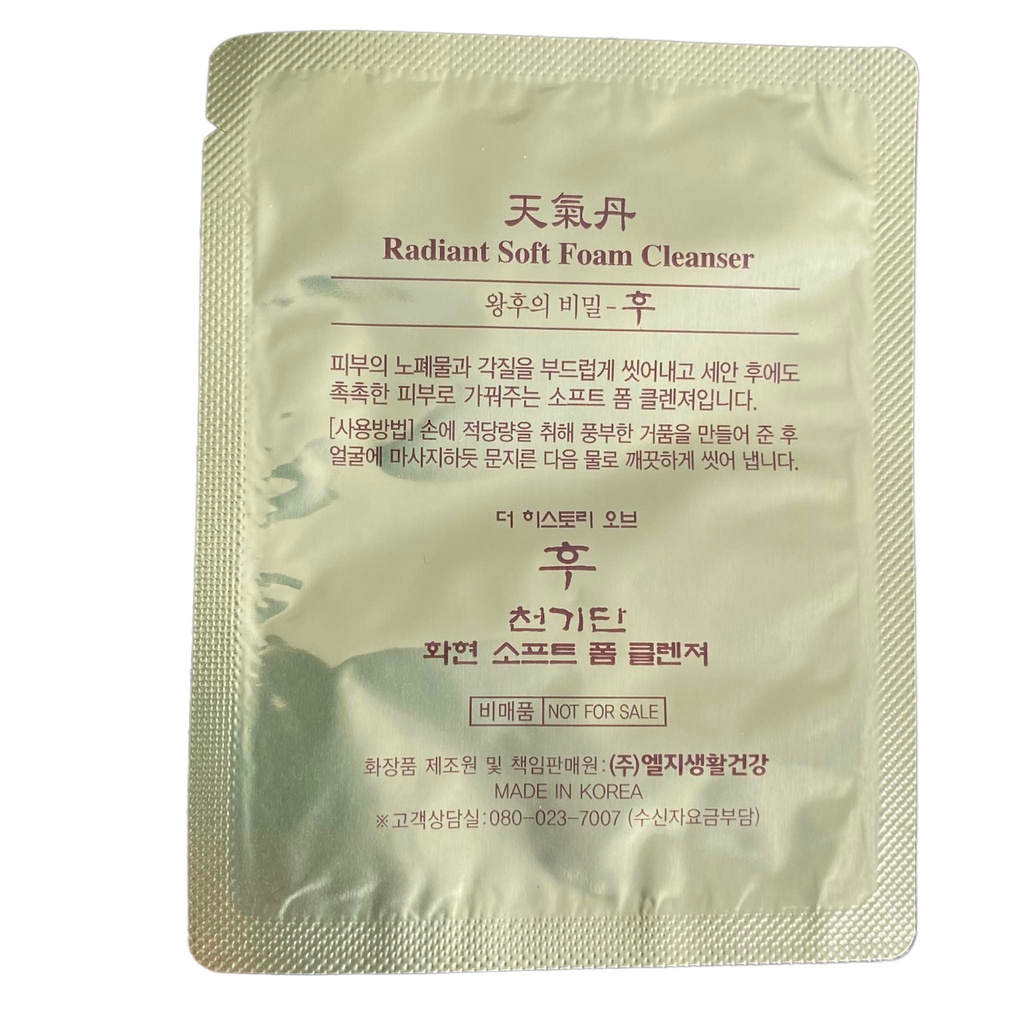 天氣丹
Radiant Soft Foam Cleanser
왕후의 비밀-후
피부의 노폐물과 각질을 부드럽게 씻어내고 세안 후에도
촉촉한 피부로 가꿔주는 소프트 폼 클렌져입니다.
[사용방법] 손에 적당량을 취해 풍부한 거품을 만들어 준 후
얼굴에 마사지하듯 문지른 다음 물로 깨끗하게 씻어 냅니다.
더 히스토리 오브
후
천기단
화현 소프트 폼 클렌져
비매품 NOT FOR SALE
화장품 제조원 및 책임판매원:(주)엘지생활건강
MADE IN KOREA
※고객상담실:080-023-7007 (수신자요금부담)